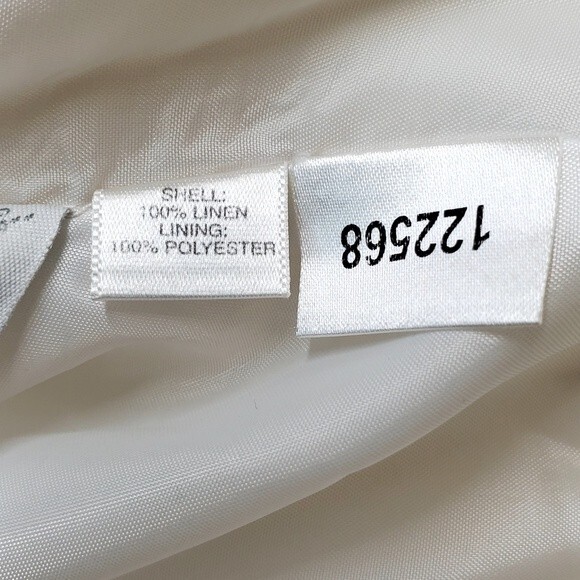 SHELL:
100% LINEN
LINING:
100% POLYESTER
122568